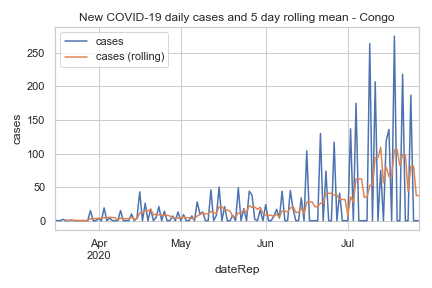 New COVID-19 daily cases and 5 day rolling mean - Congo
cases
cases (rolling)
250
200
150
100
50
0
cases
Apr
2020
May
Jun
Jul
dateRep